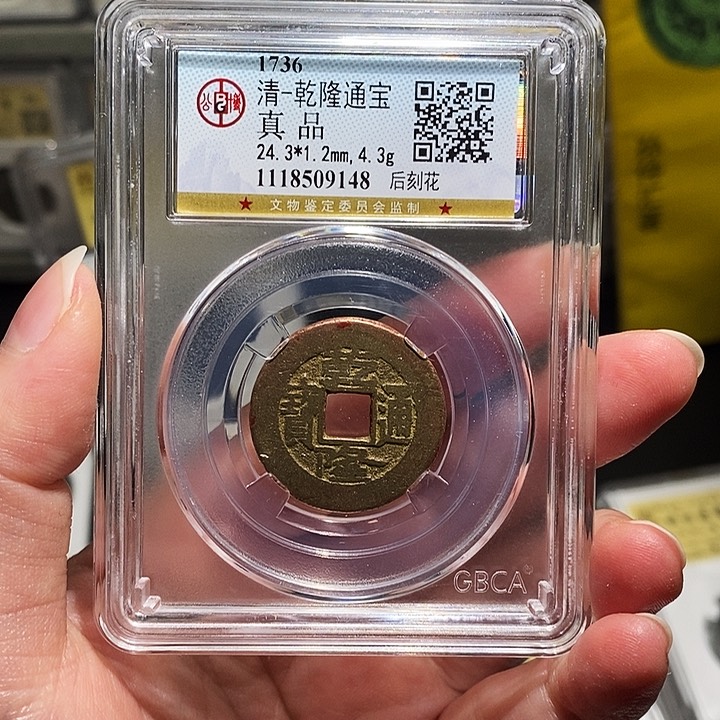 1736
清-乾隆通宝
真 品
24.3*1.2mm,4.3g
1118509148 后刻花
★ 文物鉴定委员会监制 ★
乾隆通寶
GBCA